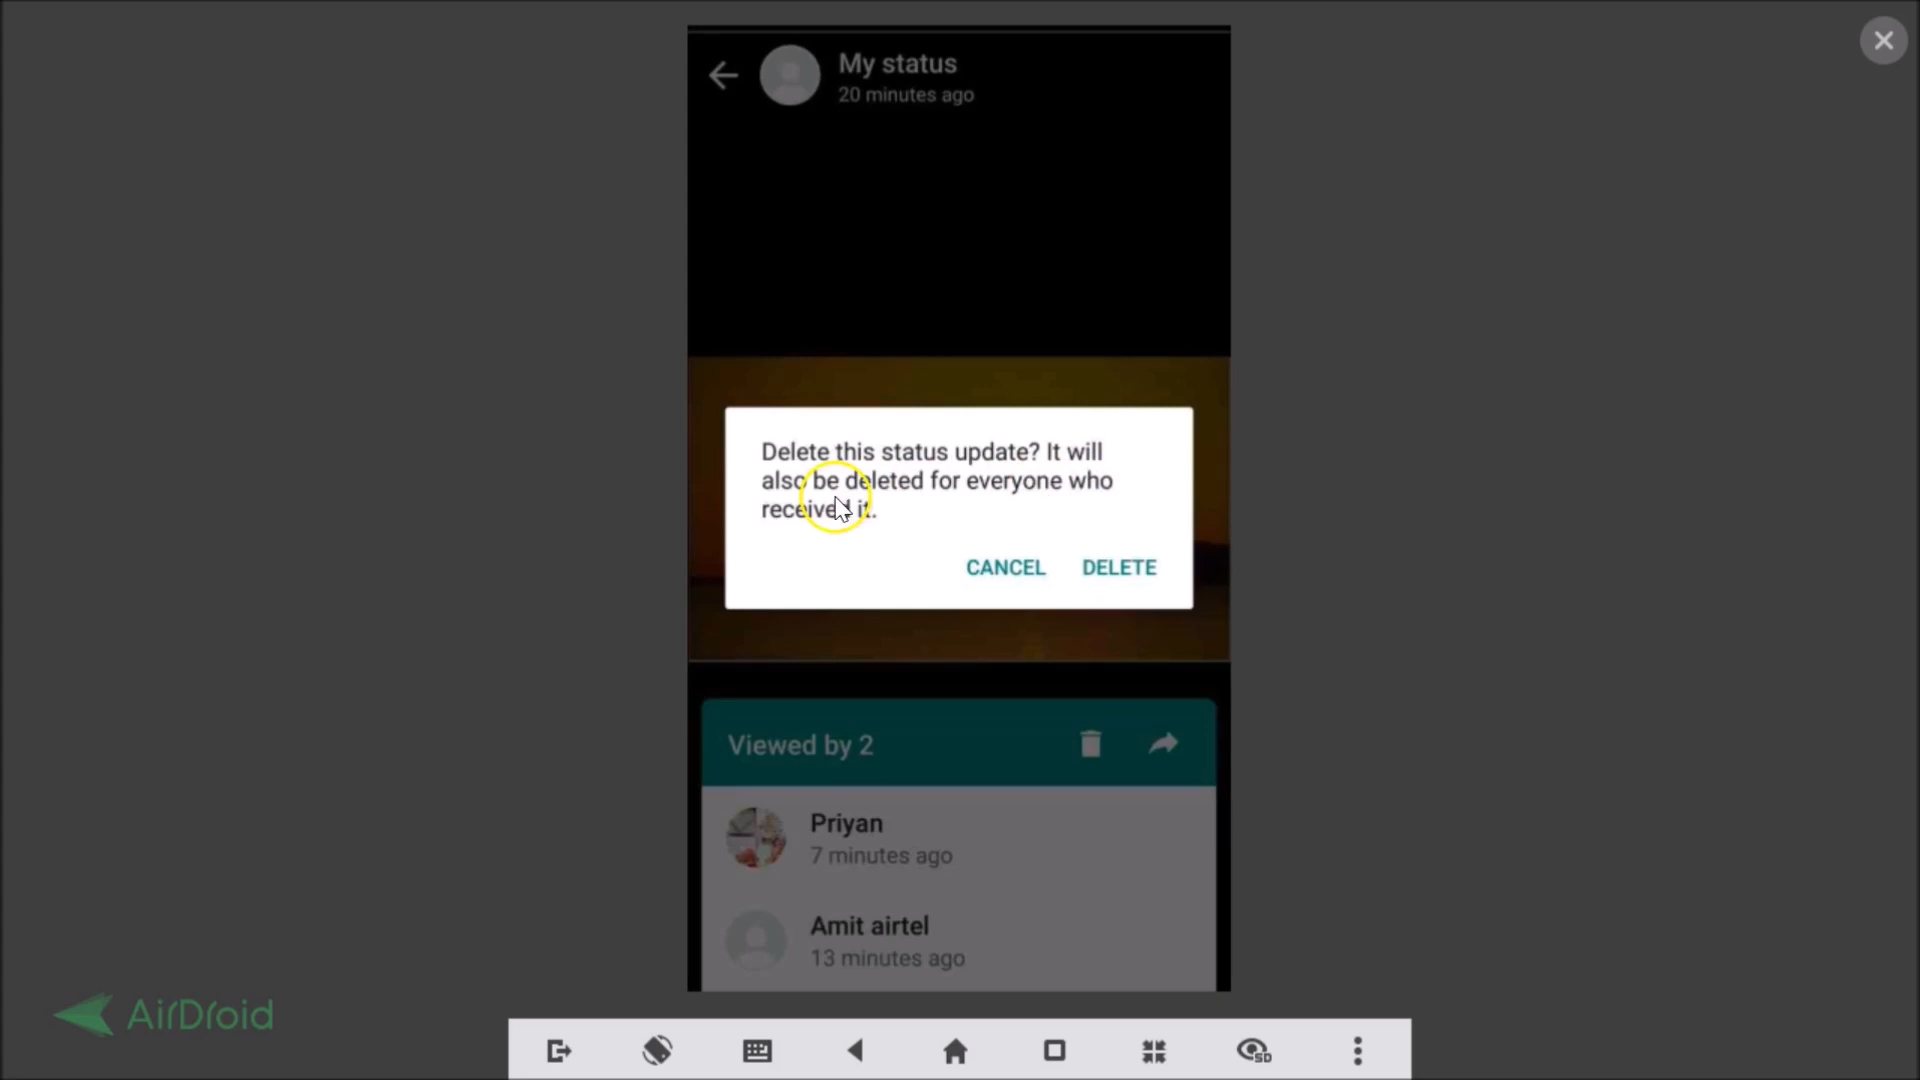 My status
20 minutes ago
Delete this status update? It will
also be deleted for everyone who
received it.
CANCEL DELETE
Viewed by 2
Priyan
7 minutes ago
Amit airtel
13 minutes ago
AirDroid
SD